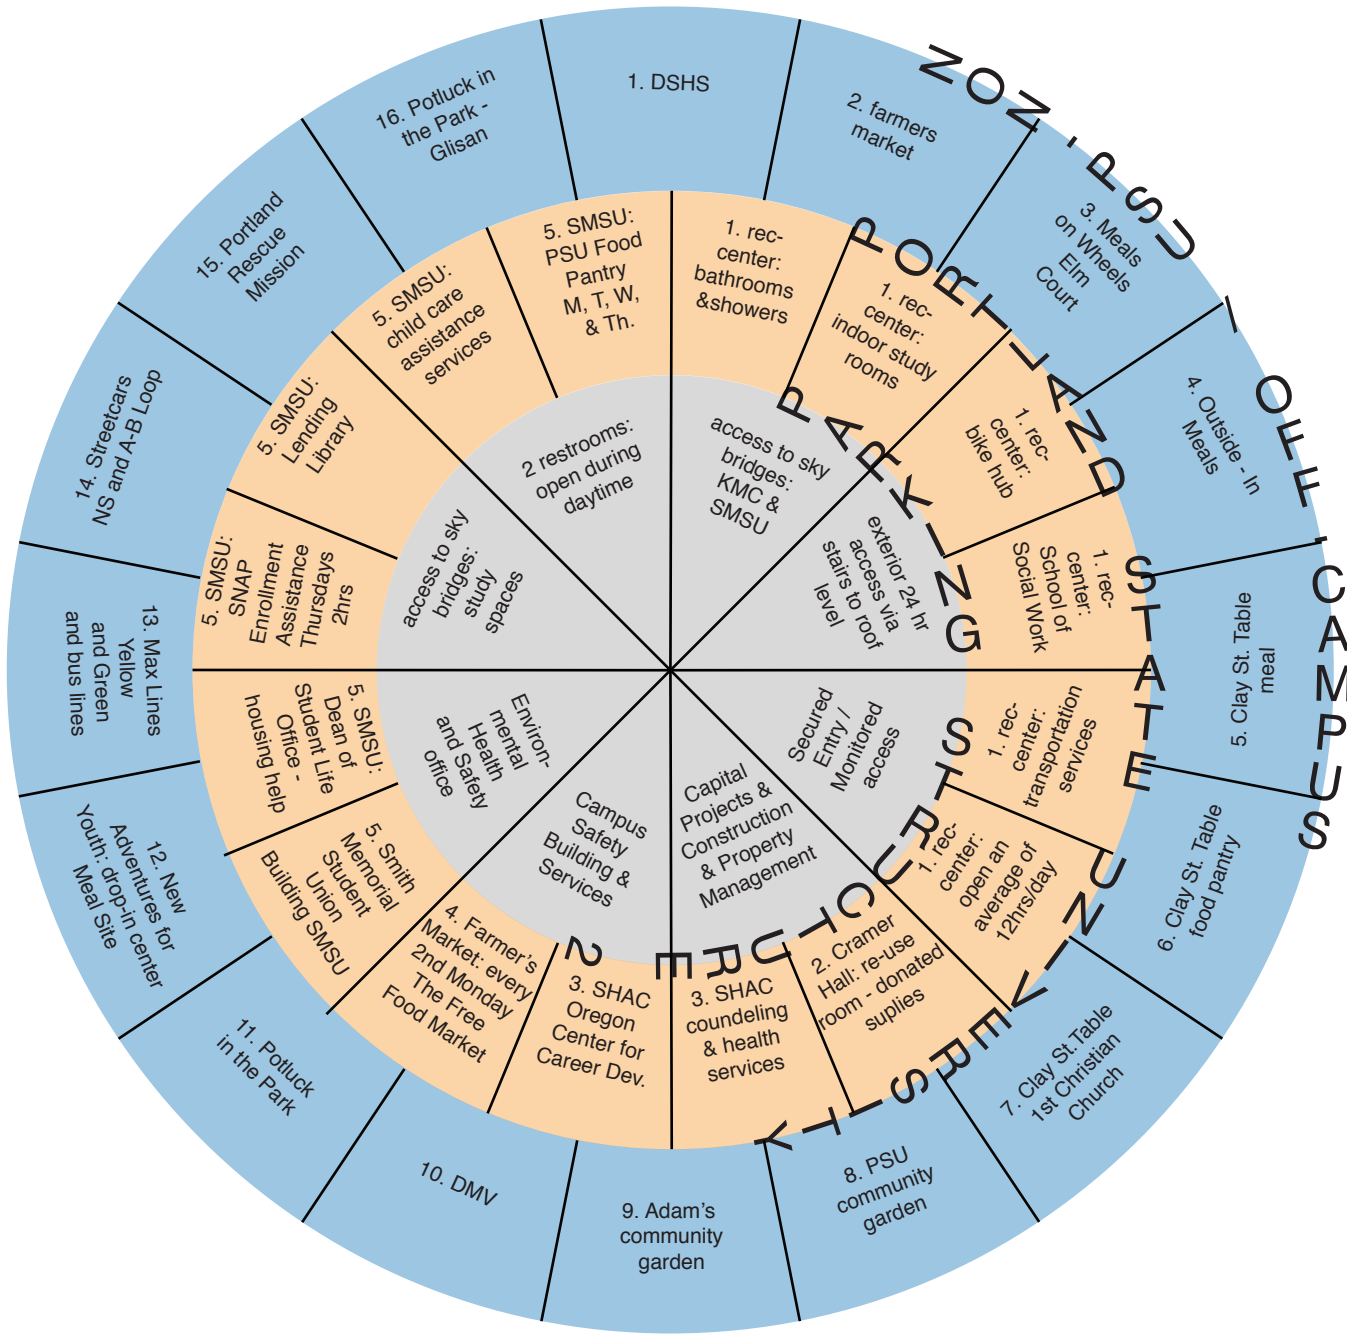 NON-PSU / OFF-CAMPUS
1. DSHS
2. farmers
market
3. Meals
on Wheels
Elm
Court
4. Outside - In
Meals
5. Clay St. Table
meal
6. Clay St. Table
food pantry
7. Clay St.Table
1st Christian
Church
8. PSU
community
garden
9. Adam's
community
garden
10. DMV
11. Potluck
in the Park
12. New
Adventures for
Youth: drop-in center
Meal Site
13. Max Lines
Yellow
and Green
and bus lines
14. Streetcars
NS and A-B Loop
15. Portland
Rescue
Mission
16. Potluck in
the Park -
Glisan
PORTLAND STATE UNIVERSITY
1. rec-
center:
bathrooms
&showers
1. rec-
center:
indoor study
rooms
1. rec-
center:
bike hub
1. rec-
center:
School of
Social Work
1. rec-
center:
transportation
services
1. rec-
center:
open an
average of
12hrs/day
2. Cramer
Hall: re-use
room - donated
suplies
3. SHAC
coundeling
& health
services
3. SHAC
Oregon
Center for
Career Dev.
4. Farmer's
Market: every
2nd Monday
The Free
Food Market
5. Smith
Memorial
Student
Union
Building SMSU
5. SMSU:
Dean of
Student Life
Office -
housing help
5. SMSU:
SNAP
Enrollment
Assistance
Thursdays
2hrs
5. SMSU:
Lending
Library
5. SMSU:
child care
assistance
services
5. SMSU:
PSU Food
Pantry
M, T, W,
& Th.
PARKING STRUCTURE 2
access to sky
bridges:
KMC &
SMSU
exterior 24 hr
access via
stairs to roof
level
Secured
Entry /
Monitored
access
Capital
Projects &
Construction
& Property
Management
Campus
Safety
Building &
Services
Environ-
mental
Health
and Safety
office
access to sky
bridges:
study
spaces
2 restrooms:
open during
daytime